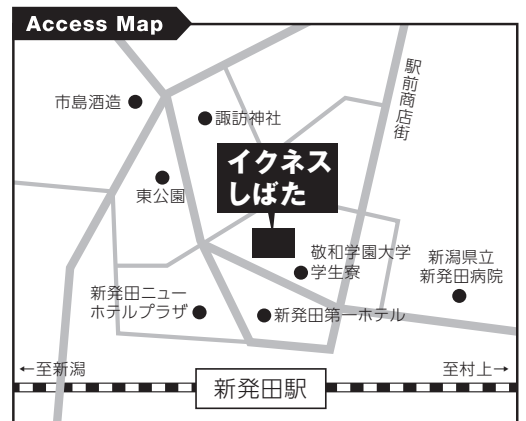 Access Map
駅前商店街
市島酒造
諏訪神社
イクネス
しばた
東公園
敬和学園大学
学生寮
新潟県立
新発田病院
新発田ニュー
ホテルプラザ
新発田第一ホテル
←至新潟
至村上→
新発田駅